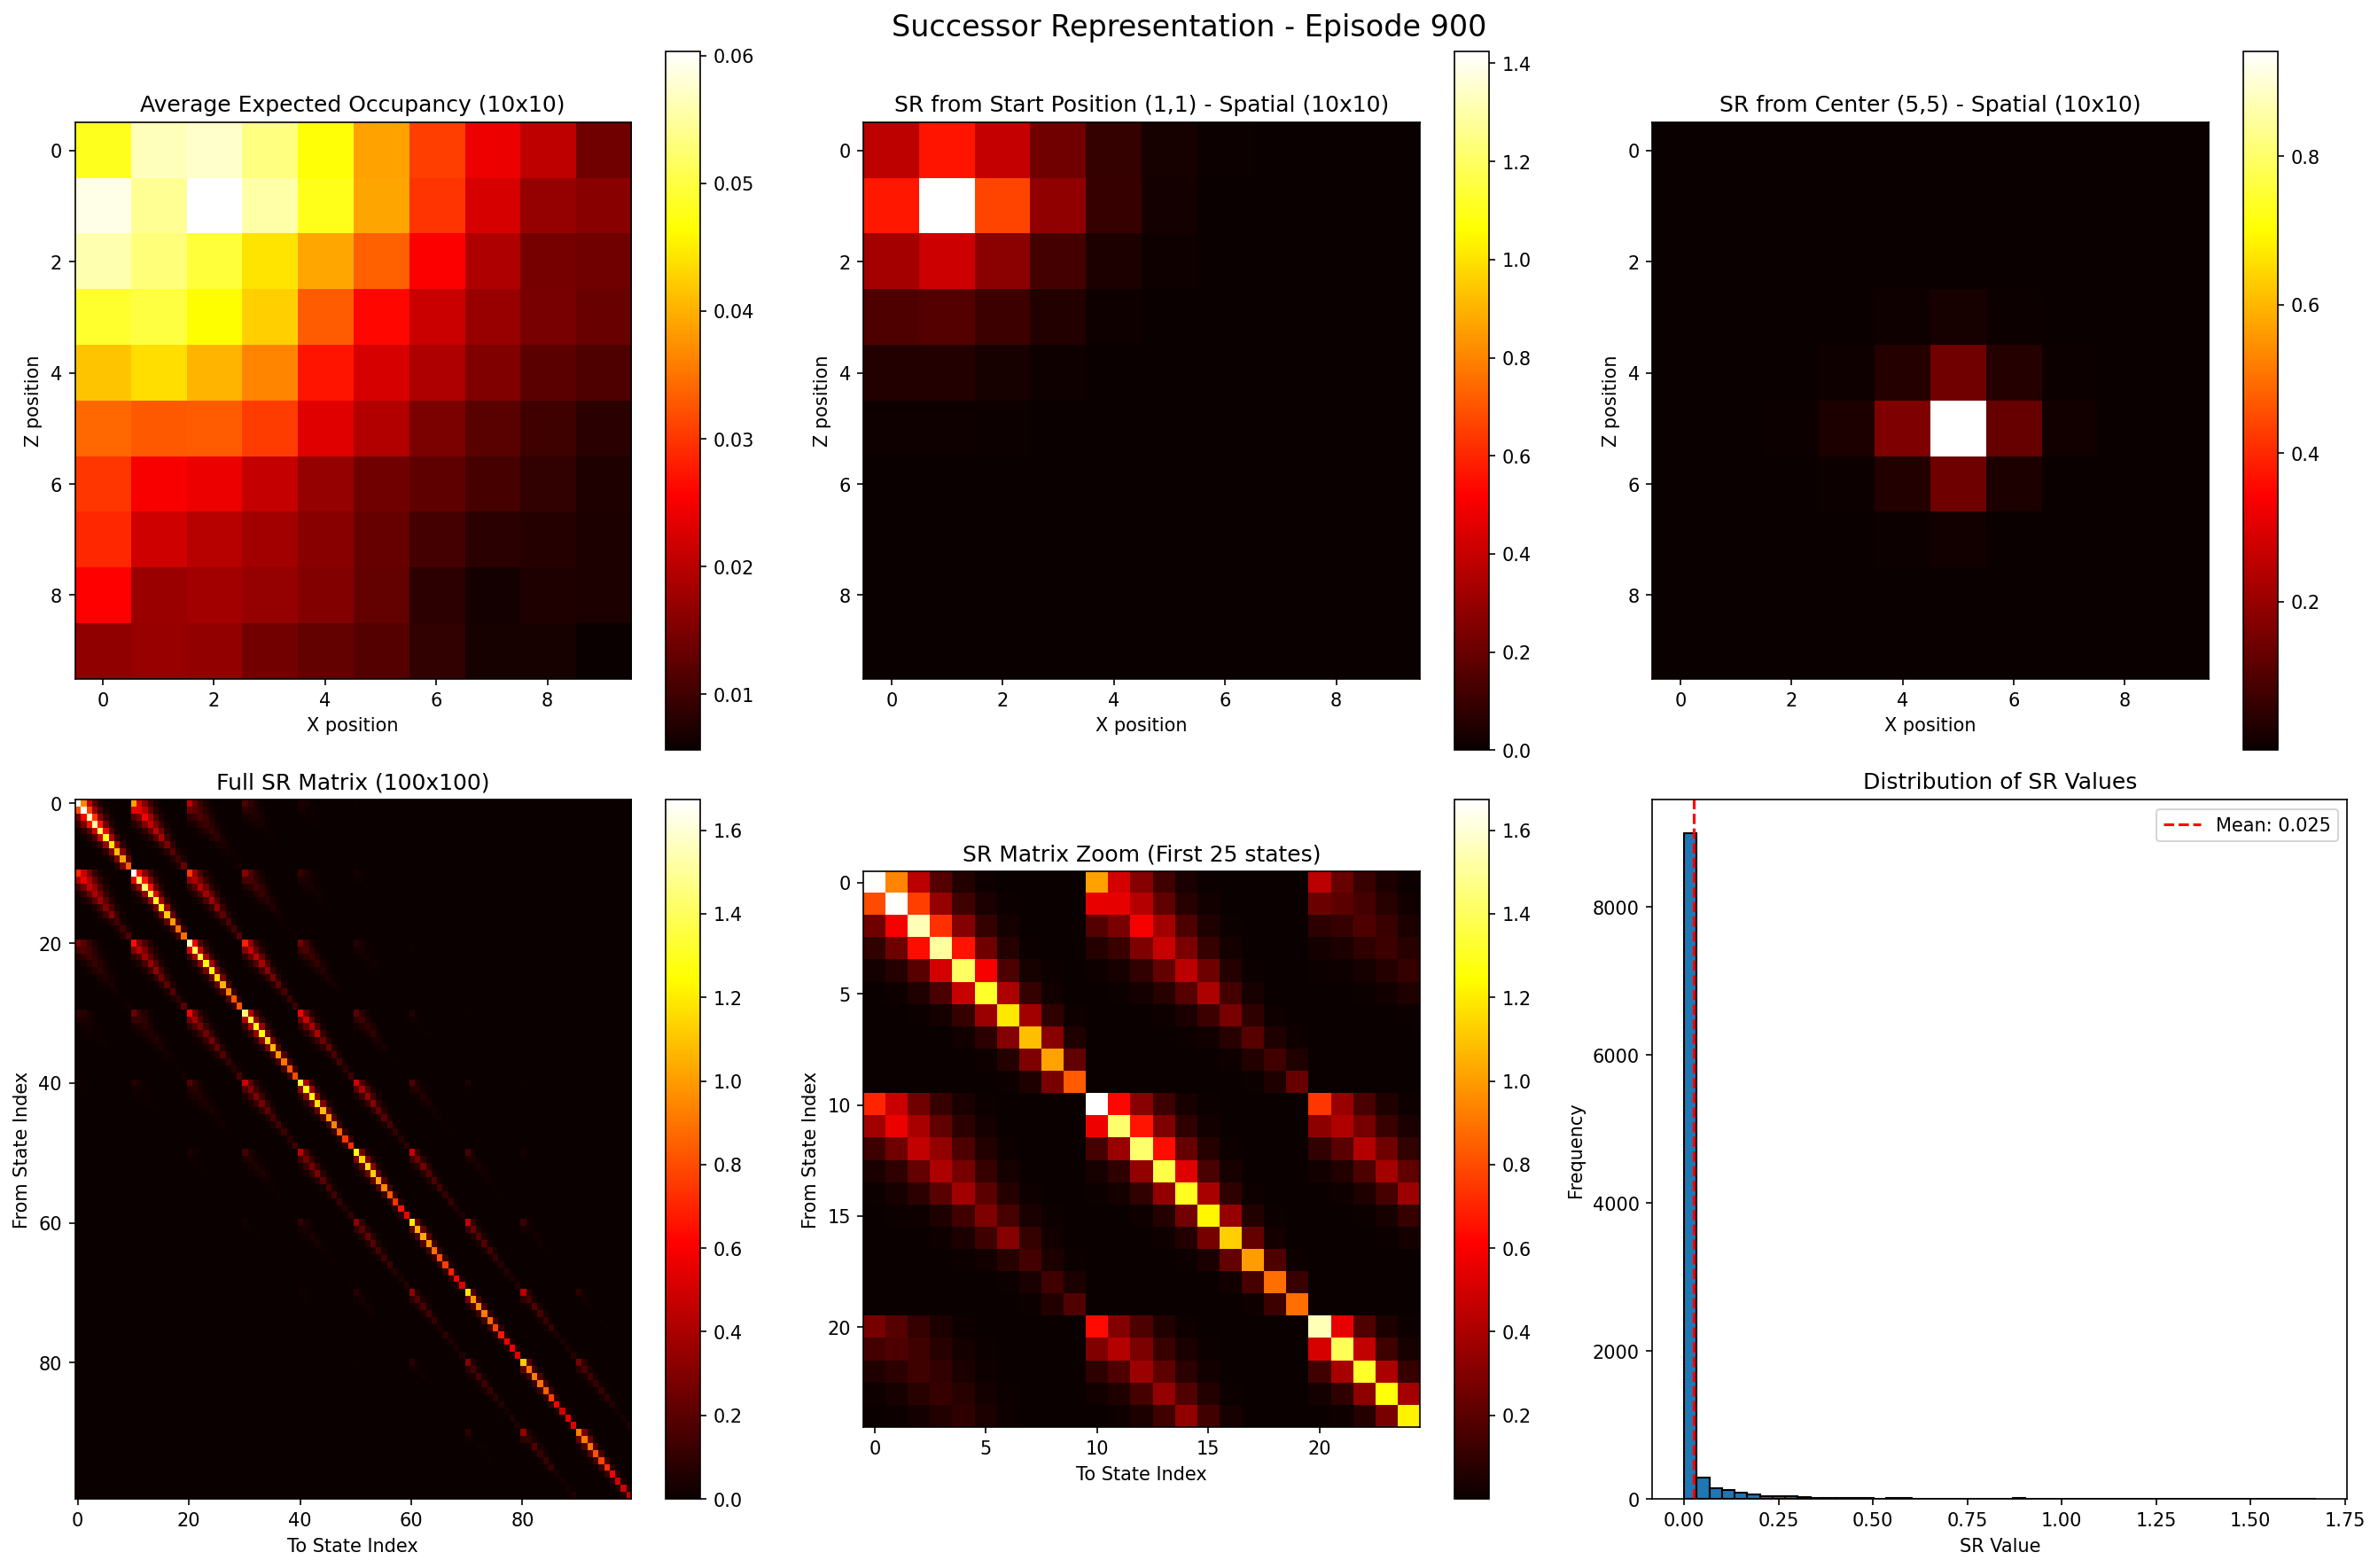 Successor Representation - Episode 900
Average Expected Occupancy (10x10)
0
2
4
6
8
Z position
0 2 4 6 8
X position
0.06
0.05
0.04
0.03
0.02
0.01
SR from Start Position (1,1) - Spatial (10x10)
0
2
4
6
8
Z position
0 2 4 6 8
X position
1.4
1.2
1.0
0.8
0.6
0.4
0.2
0.0
SR from Center (5,5) - Spatial (10x10)
0
2
4
6
8
Z position
0 2 4 6 8
X position
0.8
0.6
0.4
0.2
Full SR Matrix (100x100)
0
20
40
60
80
From State Index
0 20 40 60 80
To State Index
1.6
1.4
1.2
1.0
0.8
0.6
0.4
0.2
0.0
SR Matrix Zoom (First 25 states)
0
5
10
15
20
From State Index
0 5 10 15 20
To State Index
1.6
1.4
1.2
1.0
0.8
0.6
0.4
0.2
Distribution of SR Values
Mean: 0.025
8000
6000
4000
2000
0
Frequency
0.00 0.25 0.50 0.75 1.00 1.25 1.50 1.75
SR Value